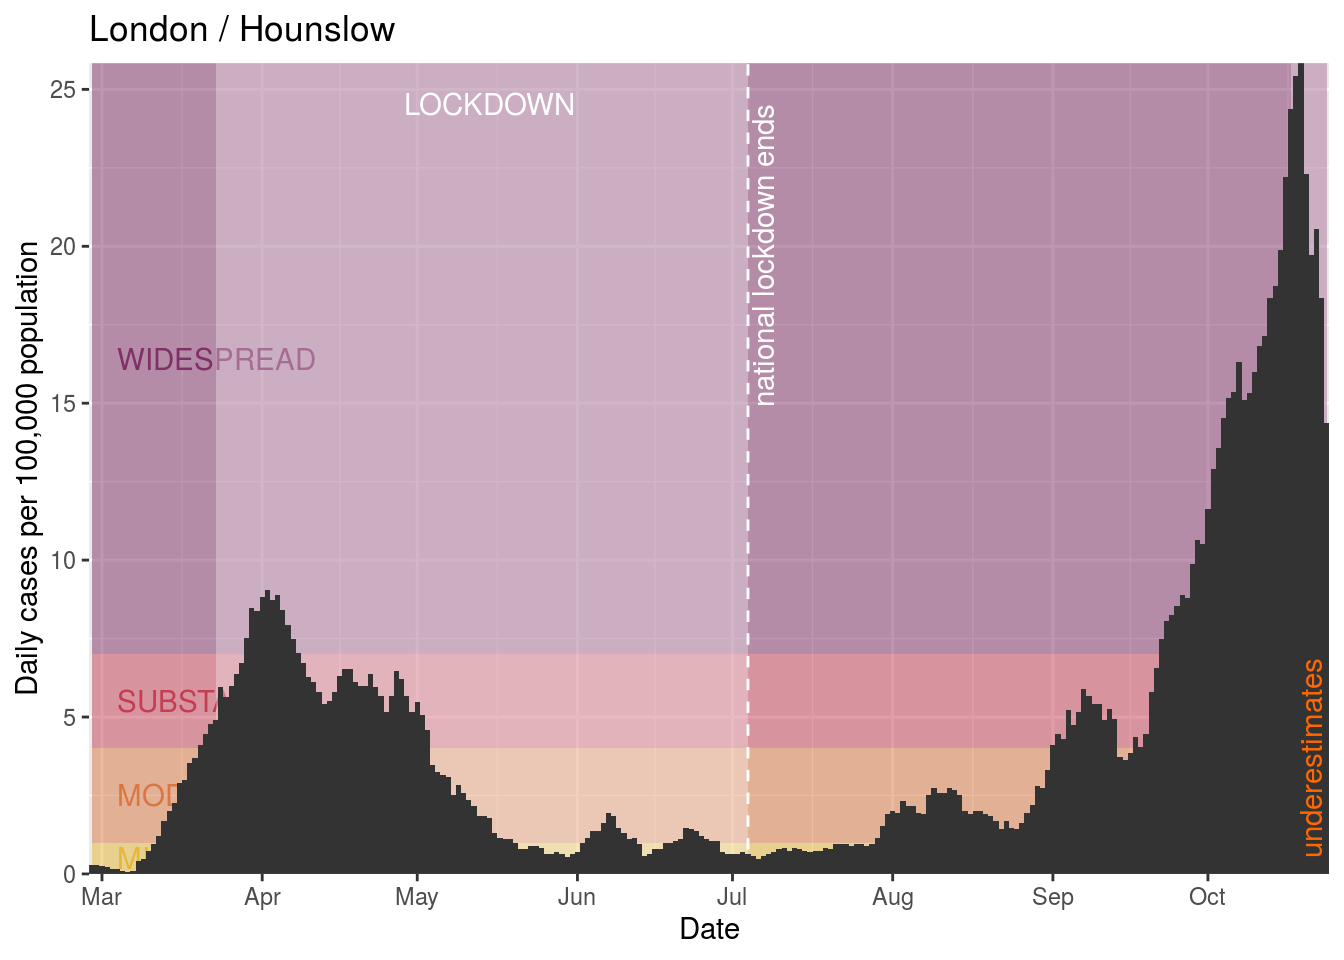 London / Hounslow
Daily cases per 100,000 population
25
20
15
10
5
0
LOCKDOWN
national lockdown ends
WIDESPREAD
SUBSTA
MOD
underestimates
Mar Apr May Jun Jul Aug Sep Oct
Date